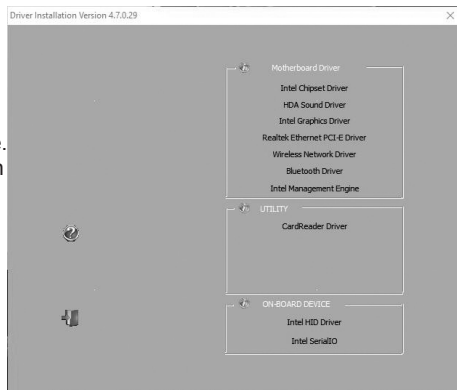 Driver Installation Version 4.7.0.29
Motherboard Driver
Intel Chipset Driver
HDA Sound Driver
Intel Graphics Driver
Realtek Ethernet PCI-E Driver
Wireless Network Driver
Bluetooth Driver
Intel Management Engine
UTILITY
CardReader Driver
ON-BOARD DEVICE
Intel HID Driver
Intel SerialIO